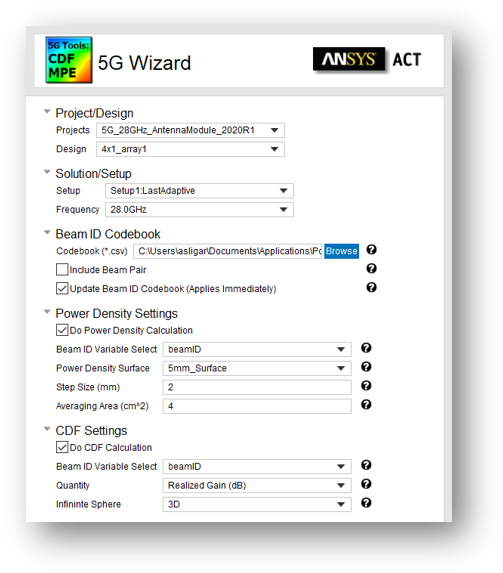 5G Tools:
CDF
MPE
5G Wizard
ANSYS ACT
Project/Design
Projects 5G_28GHz_AntennaModule_2020R1
Design 4x1_array1
Solution/Setup
Setup Setup1:LastAdaptive
Frequency 28.0GHz
Beam ID Codebook
Codebook (*.csv) C:\Users\asligar\Documents\Applications\Po Browse ?
Include Beam Pair ?
Update Beam ID Codebook (Applies Immediately) ?
Power Density Settings
Do Power Density Calculation
Beam ID Variable Select beamID ?
Power Density Surface 5mm_Surface ?
Step Size (mm) 2 ?
Averaging Area (cm^2) 4 ?
CDF Settings
Do CDF Calculation
Beam ID Variable Select beamID ?
Quantity Realized Gain (dB) ?
Infininte Sphere 3D ?